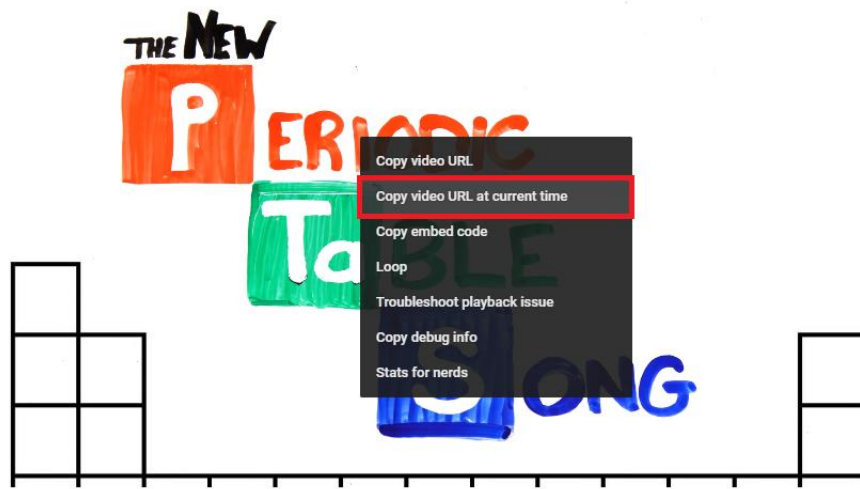 THE NEW
PERIODIC
TaBLE
SONG
Copy video URL
Copy video URL at current time
Copy embed code
Loop
Troubleshoot playback issue
Copy debug info
Stats for nerds